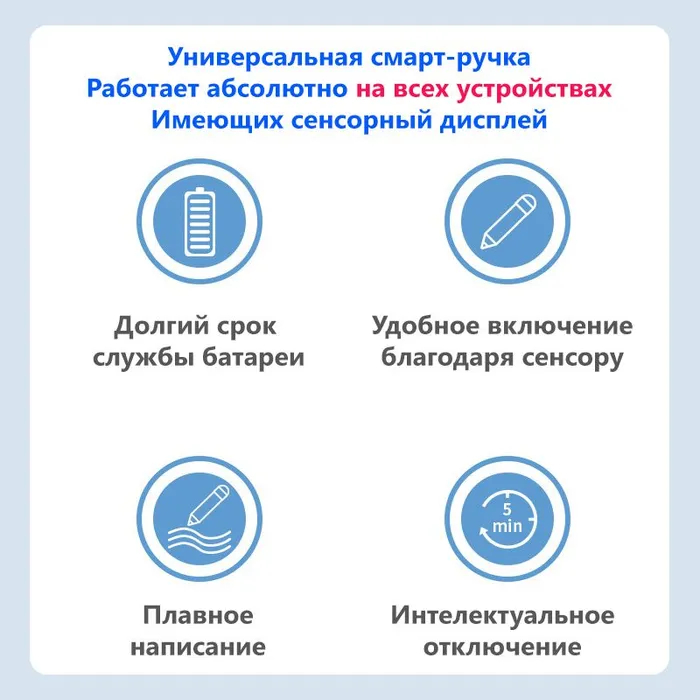 Универсальная смарт-ручка
Работает абсолютно на всех устройствах
Имеющих сенсорный дисплей
Долгий срок
службы батареи
Удобное включение
благодаря сенсору
5
min
Плавное
написание
Интелектуальное
отключение